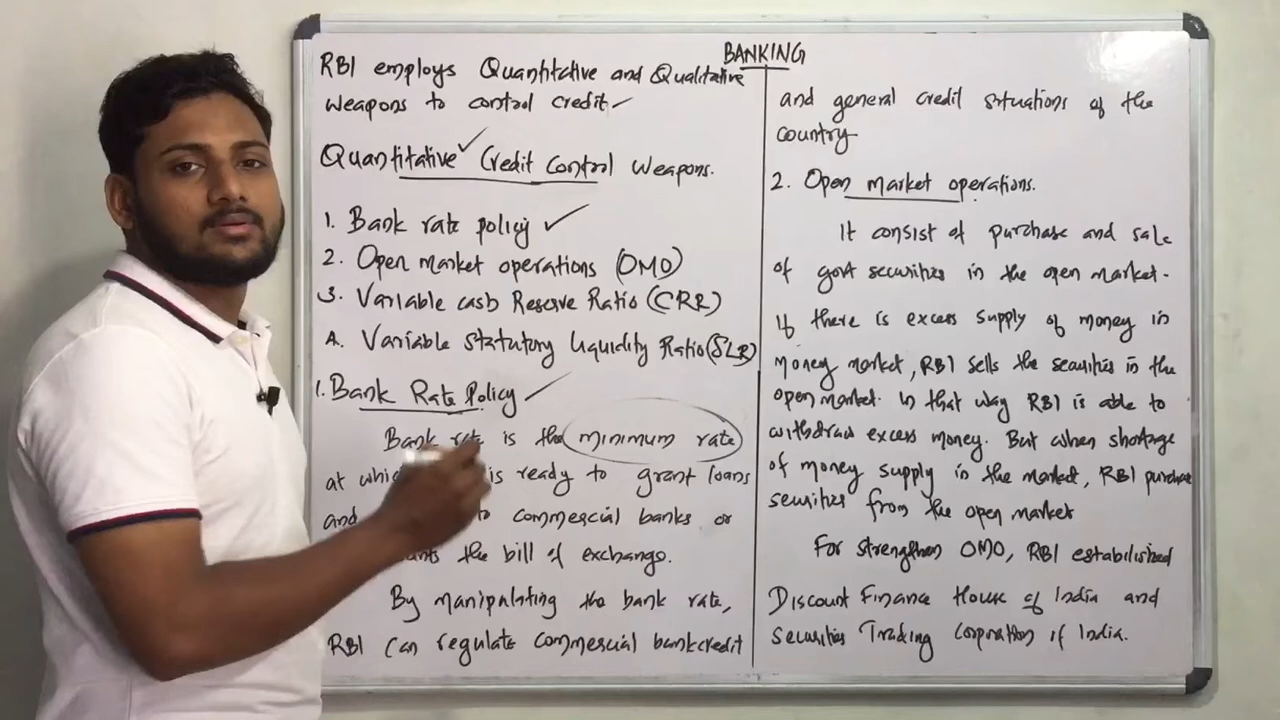 BANKING
RBI employs Quantitative and Qualitative
weapons to control credit
Quantitative Credit Control Weapons.
1. Bank rate policy
2. Open market operations (OMO)
3. Variable cash Reserve Ratio (CRR)
4. Variable Statutory liquidity Ratio (SLR)
1. Bank Rate Policy
Bank rate is the minimum rate
at is ready to grant loans
and to commercial banks or
the bill of exchange.
By manipulating the bank rate,
RBI can regulate commercial bank credit
and general credit situations of the
country
2. Open market operations.
It consist of purchase and sale
of govt securities in the open market.
If there is excess supply of money in
money market, RBI sells the securities in the
open market. In that way RBI is able to
withdraw excess money. But when shortage
of money supply in the market, RBI purchase
securities from the open market
For strengthen OMO, RBI estabilished
Discount Finance House of India and
securities Trading Corporation of India.